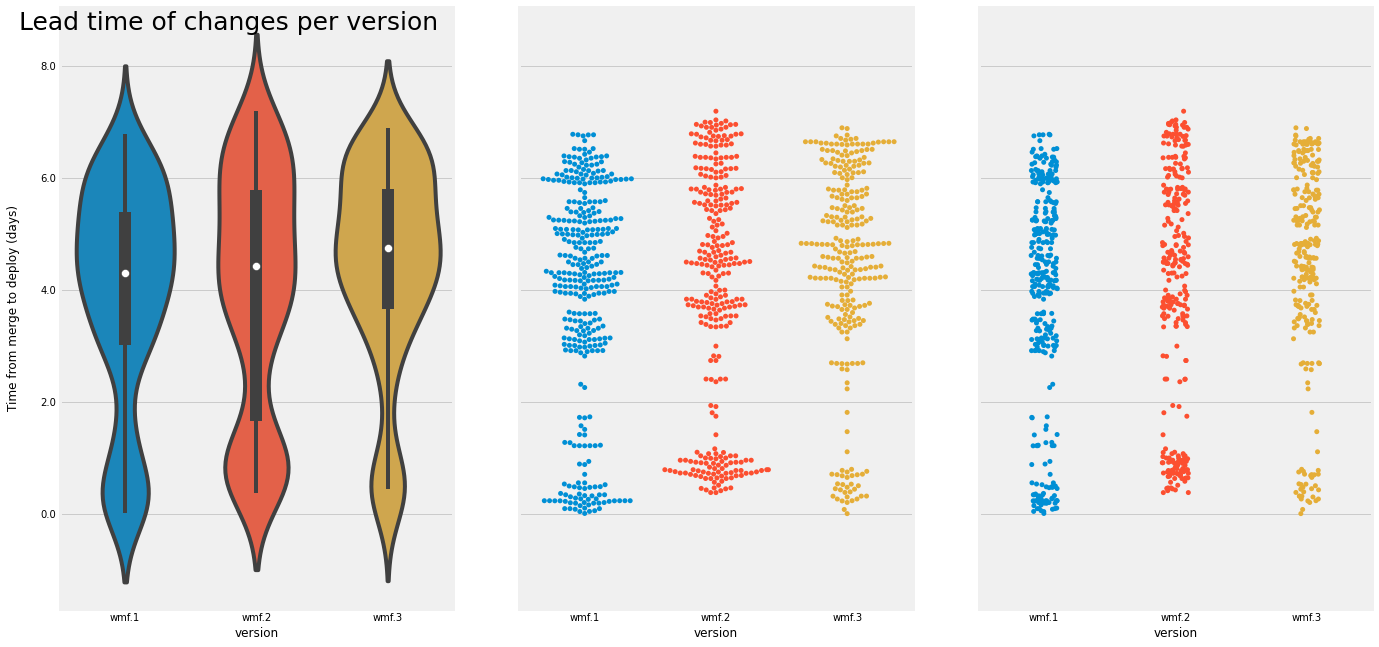 Lead time of changes per version
Time from merge to deploy (days)
8.0
6.0
4.0
2.0
0.0
wmf.1 wmf.2 wmf.3
version
wmf.1 wmf.2 wmf.3
version
wmf.1 wmf.2 wmf.3
version